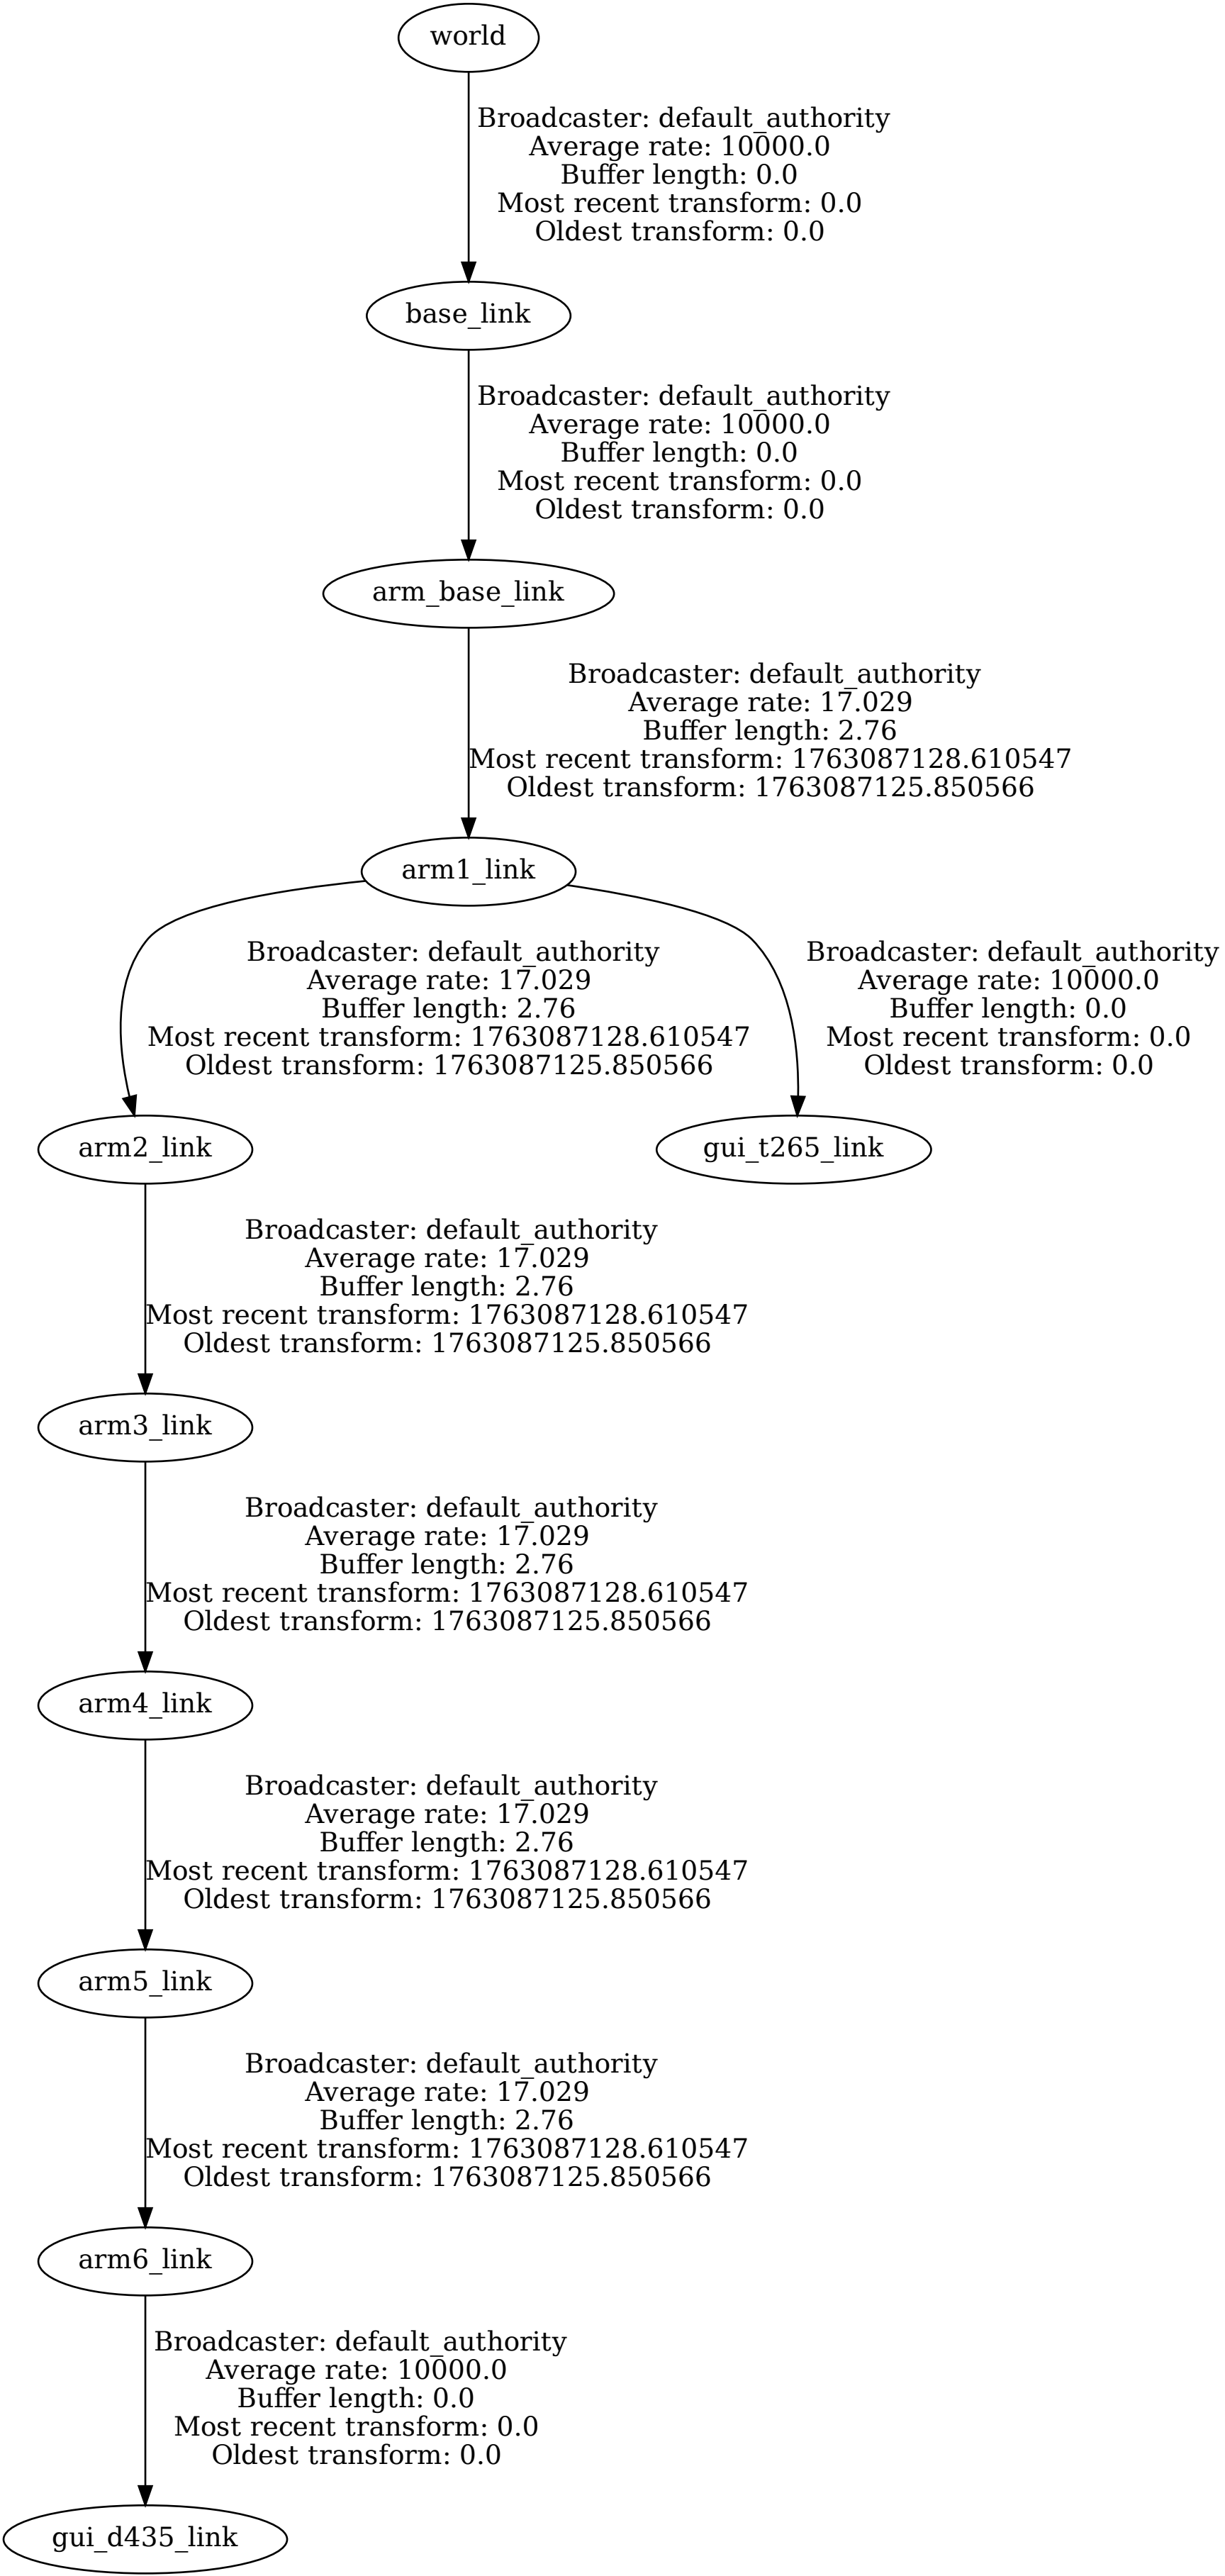 world
Broadcaster: default_authority
Average rate: 10000.0
Buffer length: 0.0
Most recent transform: 0.0
Oldest transform: 0.0
base_link
Broadcaster: default_authority
Average rate: 10000.0
Buffer length: 0.0
Most recent transform: 0.0
Oldest transform: 0.0
arm_base_link
Broadcaster: default_authority
Average rate: 17.029
Buffer length: 2.76
Most recent transform: 1763087128.610547
Oldest transform: 1763087125.850566
arm1_link
Broadcaster: default_authority
Average rate: 17.029
Buffer length: 2.76
Most recent transform: 1763087128.610547
Oldest transform: 1763087125.850566
Broadcaster: default_authority
Average rate: 10000.0
Buffer length: 0.0
Most recent transform: 0.0
Oldest transform: 0.0
arm2_link
gui_t265_link
Broadcaster: default_authority
Average rate: 17.029
Buffer length: 2.76
Most recent transform: 1763087128.610547
Oldest transform: 1763087125.850566
arm3_link
Broadcaster: default_authority
Average rate: 17.029
Buffer length: 2.76
Most recent transform: 1763087128.610547
Oldest transform: 1763087125.850566
arm4_link
Broadcaster: default_authority
Average rate: 17.029
Buffer length: 2.76
Most recent transform: 1763087128.610547
Oldest transform: 1763087125.850566
arm5_link
Broadcaster: default_authority
Average rate: 17.029
Buffer length: 2.76
Most recent transform: 1763087128.610547
Oldest transform: 1763087125.850566
arm6_link
Broadcaster: default_authority
Average rate: 10000.0
Buffer length: 0.0
Most recent transform: 0.0
Oldest transform: 0.0
gui_d435_link